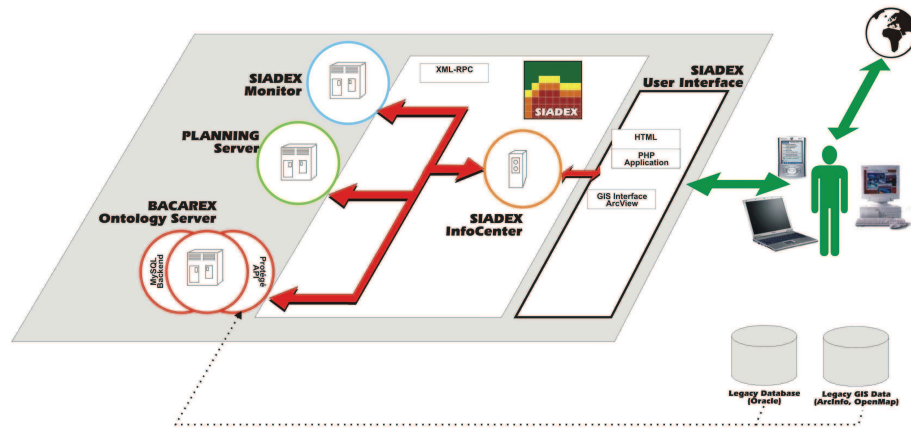 SIADEX
Monitor
XML-RPC
SIADEX
SIADEX
User Interface
PLANNING
Server
HTML
PHP
Application
GIS Interface
ArcView
BACAREX
Ontology Server
SIADEX
InfoCenter
MySQL
Backend
Protégé
API
Legacy Database
(Oracle)
Legacy GIS Data
(ArcInfo, OpenMap)